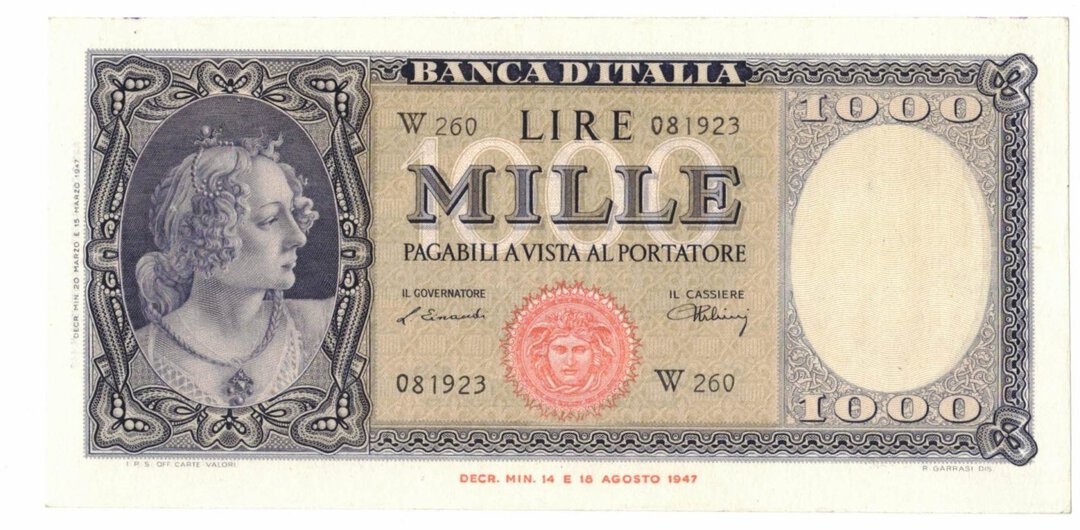 BANCA D'ITALIA
W 260 LIRE 081923
1000
MILLE
PAGABILI A VISTA AL PORTATORE
IL GOVERNATORE
L. Einaudi
IL CASSIERE
081923
W 260
1000
1000
DECR. MIN. 20 MARZO E 15 MARZO 1947
I. P. S. OFF. CARTE VALORI
R. GARRASI DIS.
DECR. MIN. 14 E 18 AGOSTO 1947